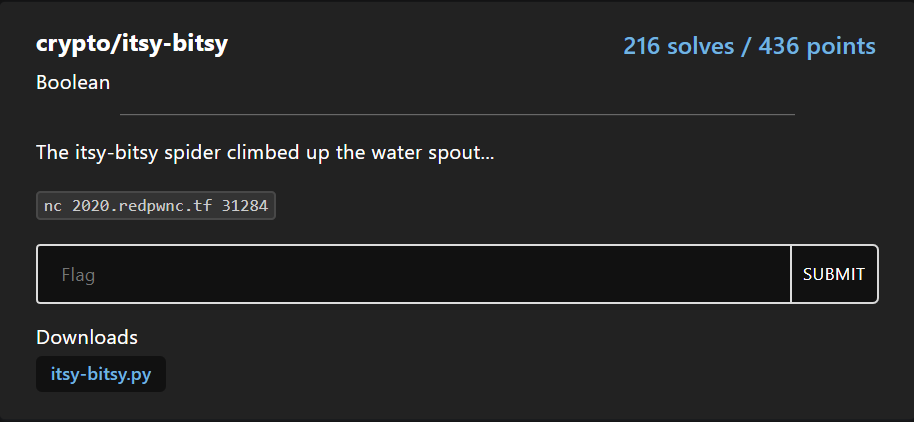 crypto/itsy-bitsy
216 solves / 436 points
Boolean
The itsy-bitsy spider climbed up the water spout...
nc 2020.redpwnc.tf 31284
Flag
SUBMIT
Downloads
itsy-bitsy.py